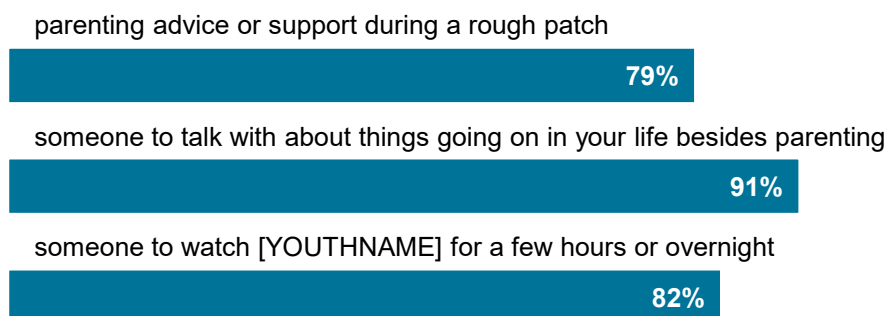 parenting advice or support during a rough patch
79%
someone to talk with about things going on in your life besides parenting
91%
someone to watch [YOUTHNAME] for a few hours or overnight
82%